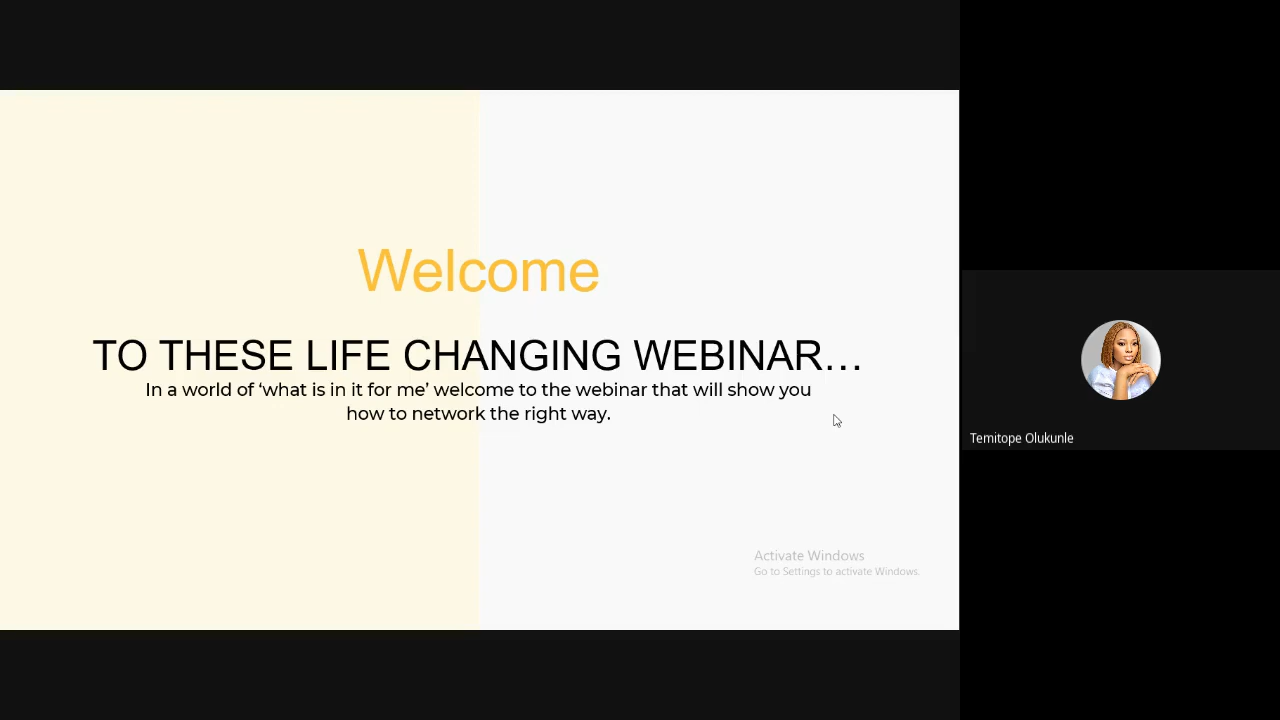 Welcome
TO THESE LIFE CHANGING WEBINAR...
In a world of ‘what is in it for me’ welcome to the webinar that will show you
how to network the right way.
Activate Windows
Go to Settings to activate Windows.
Temitope Olukunle